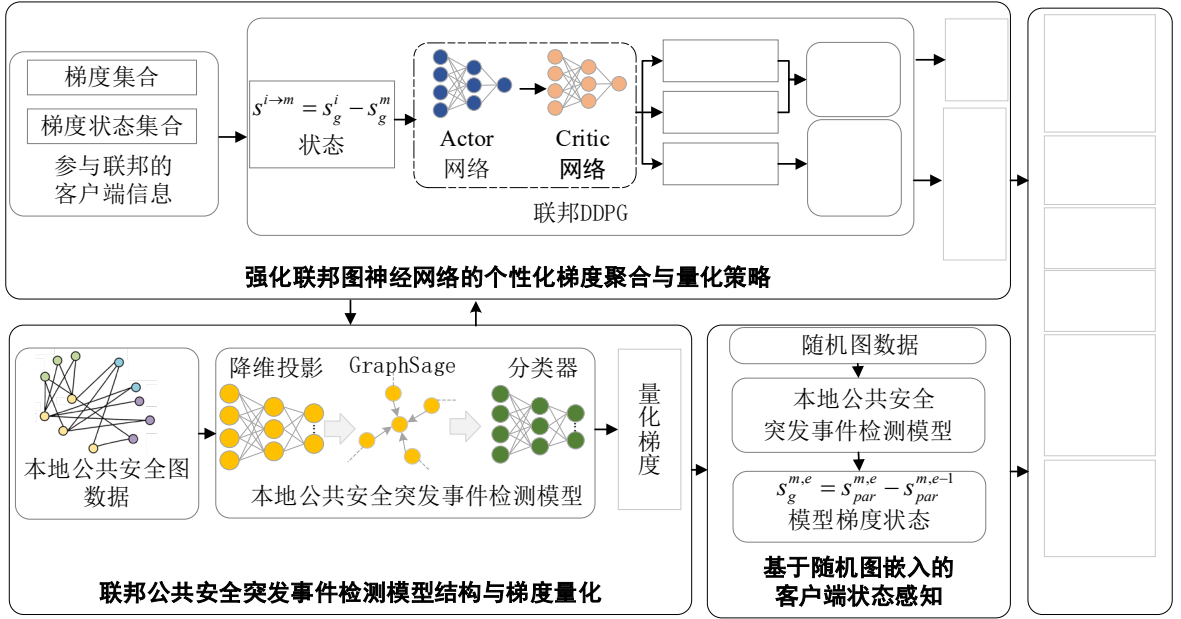 梯度集合
梯度状态集合
参与联邦的
客户端信息
s^{i→m} = s_g^i − s_g^m
状态
Actor
网络
Critic
网络
联邦DDPG
强化联邦图神经网络的个性化梯度聚合与量化策略
本地公共安全图
数据
降维投影
GraphSage
分类器
本地公共安全突发事件检测模型
量化梯度
联邦公共安全突发事件检测模型结构与梯度量化
随机图数据
本地公共安全
突发事件检测模型
s_g^{m,e} = s_{par}^{m,e} − s_{par}^{m,e−1}
模型梯度状态
基于随机图嵌入的
客户端状态感知